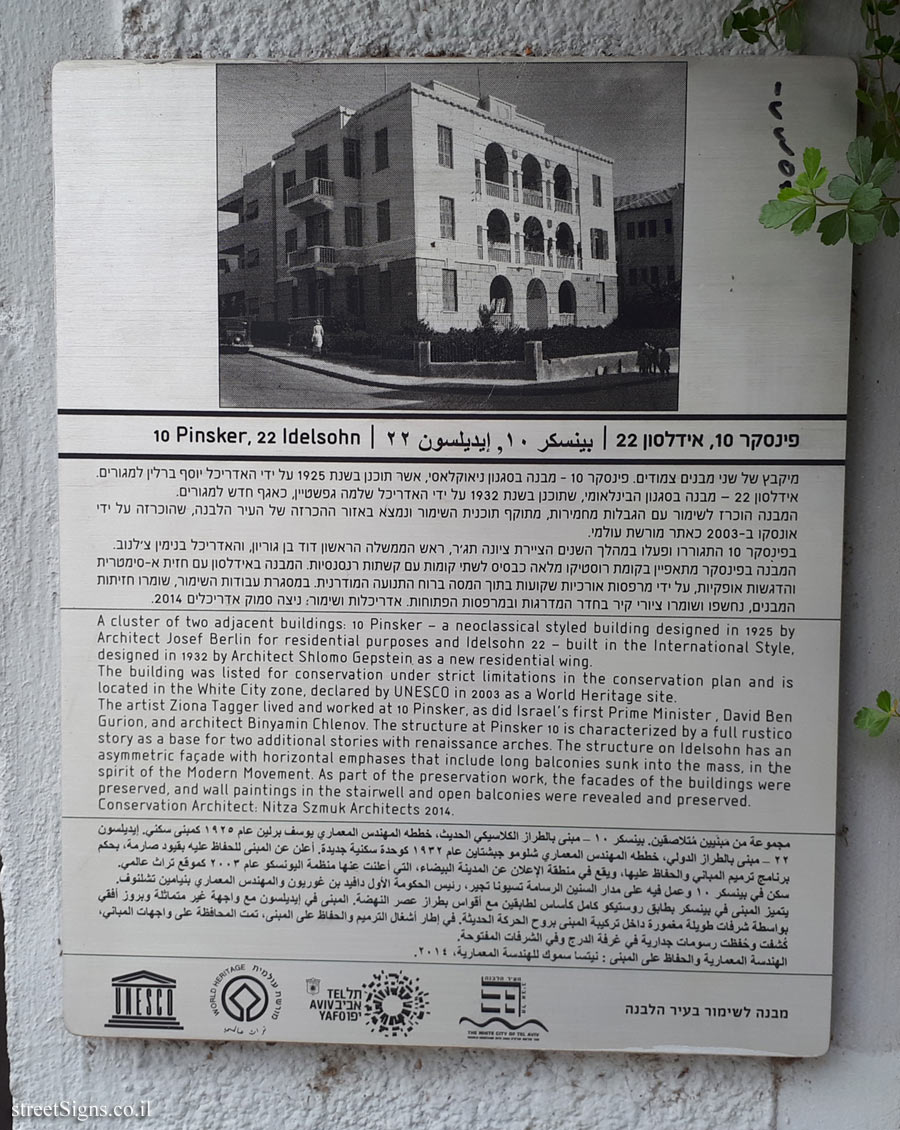 פינסקר 10, אידלסון 22 | بينسكر ١٠, إيديلسون ٢٢ | 10 Pinsker, 22 Idelsohn
מיקבץ של שני מבנים צמודים. פינסקר 10 - מבנה בסגנון ניאוקלאסי, אשר תוכנן בשנת 1925 על ידי האדריכל יוסף ברלין למגורים.
אידלסון 22 – מבנה בסגנון הבינלאומי, שתוכנן בשנת 1932 על ידי האדריכל שלמה גפשטיין, כאגף חדש למגורים.
המבנה הוכרז לשימור עם הגבלות מחמירות, מתוקף תוכנית השימור ונמצא באזור ההכרזה של העיר הלבנה, שהוכרזה על ידי
אונסקו ב-2003 כאתר מורשת עולמי.
בפינסקר 10 התגוררו ופעלו במהלך השנים הציירת ציונה תג'ר, ראש הממשלה הראשון דוד בן גוריון, והאדריכל בנימין צ'לנוב.
המבנה בפינסקר מתאפיין בקומת רוסטיקו מלאה כבסיס לשתי קומות עם קשתות רנסנסיות. המבנה באידלסון עם חזית א-סימטרית
והדגשות אופקיות, על ידי מרפסות אורכיות שקועות בתוך המסה ברוח התנועה המודרנית. במסגרת עבודות השימור, שומרו חזיתות
המבנים, נחשפו ושומרו ציורי קיר בחדר המדרגות ובמרפסות הפתוחות. אדריכלות ושימור: ניצה סמוק אדריכלים 2014.
A cluster of two adjacent buildings: 10 Pinsker – a neoclassical styled building designed in 1925 by
Architect Josef Berlin for residential purposes and Idelsohn 22 – built in the International Style,
designed in 1932 by Architect Shlomo Gepstein as a new residential wing.
The building was listed for conservation under strict limitations in the conservation plan and is
located in the White City zone, declared by UNESCO in 2003 as a World Heritage site.
The artist Ziona Tagger lived and worked at 10 Pinsker, as did Israel's first Prime Minister , David Ben
Gurion, and architect Binyamin Chlenov. The structure at Pinsker 10 is characterized by a full rustico
story as a base for two additional stories with renaissance arches. The structure on Idelsohn has an
asymmetric façade with horizontal emphases that include long balconies sunk into the mass, in the
spirit of the Modern Movement. As part of the preservation work, the facades of the buildings were
preserved, and wall paintings in the stairwell and open balconies were revealed and preserved.
Conservation Architect: Nitza Szmuk Architects 2014.
مجموعة من مبنيين مُتلاصقين. بينسكر ١٠ – مبنى بالطراز الكلاسيكي الحديث، خططه المهندس المعماري يوسف برلين عام ١٩٢٥ كمبنى سكني. إيديلسون
٢٢ – مبنى بالطراز الدولي، خططه المهندس المعماري شلومو جبشتاين عام ١٩٣٢ كوحدة سكنية جديدة. أعلن عن المبنى للحفاظ عليه بقيود صارمة، بحكم
برنامج ترميم المباني والحفاظ عليها، ويقع في منطقة الإعلان عن المدينة البيضاء، التي أعلنت عنها منظمة اليونسكو عام ٢٠٠٣ كموقع تراث عالمي.
سكن في بينسكر ١٠ وعمل فيه على مدار السنين الرسامة تسيونا تجير، رئيس الحكومة الأول دافيد بن غوريون والمهندس المعماري بنيامين تشلنوف.
يتميز المبنى في بينسكر بطابق روستيكو كامل كأساس لطابقين مع أقواس بطراز عصر النهضة. المبنى في إيديلسون مع واجهة غير متماثلة وبروز أفقي
بواسطة شرفات طويلة مغمورة داخل تركيبة المبنى بروح الحركة الحديثة. في إطار أشغال الترميم والحفاظ على المبنى، تمت المحافظة على واجهات المباني،
كُشفت وحُفظت رسومات جدارية في غرفة الدرج وفي الشرفات المفتوحة.
الهندسة المعمارية والحفاظ على المبنى : نيتسا سموك للهندسة المعمارية، ٢٠١٤.
מבנה לשימור בעיר הלבנה
העיר הלבנה
THE WHITE CITY OF TEL AVIV
תל אביב יפו
TEL AVIV YAFO
WORLD HERITAGE מורשת עולמית
UNESCO
streetSigns.co.il